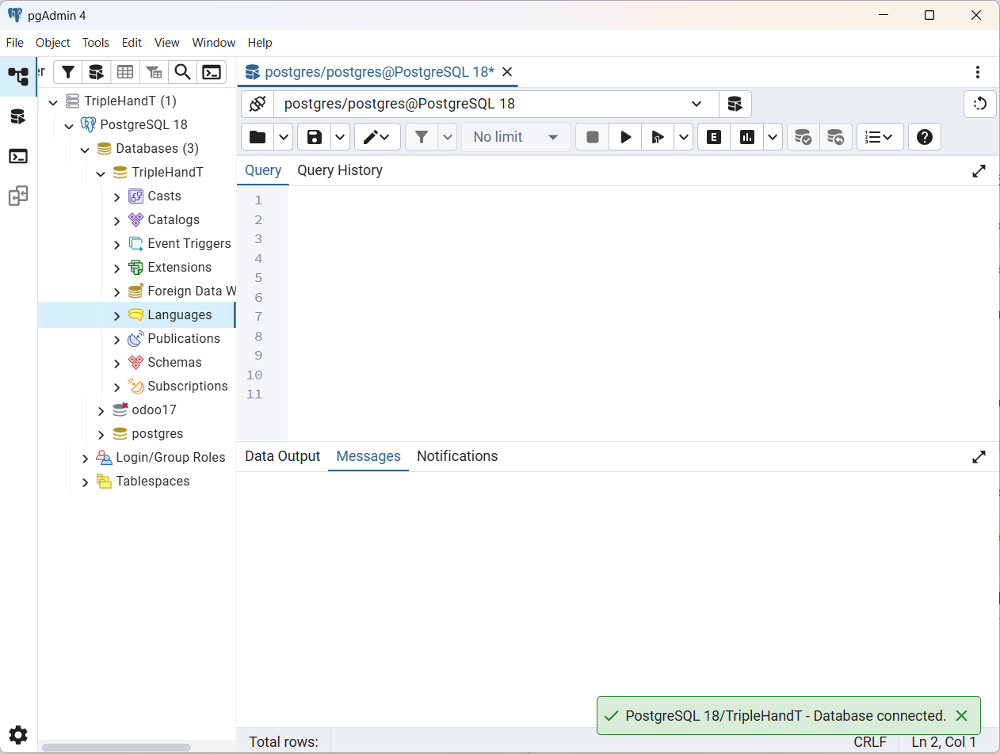 pgAdmin 4
File Object Tools Edit View Window Help
er
postgres/postgres@PostgreSQL 18*
TripleHandT (1)
PostgreSQL 18
Databases (3)
TripleHandT
Casts
Catalogs
Event Triggers
Extensions
Foreign Data W
Languages
Publications
Schemas
Subscriptions
odoo17
postgres
Login/Group Roles
Tablespaces
postgres/postgres@PostgreSQL 18
No limit
E
Query Query History
1
2
3
4
5
6
7
8
9
10
11
Data Output Messages Notifications
PostgreSQL 18/TripleHandT - Database connected.
Total rows: CRLF Ln 2, Col 1